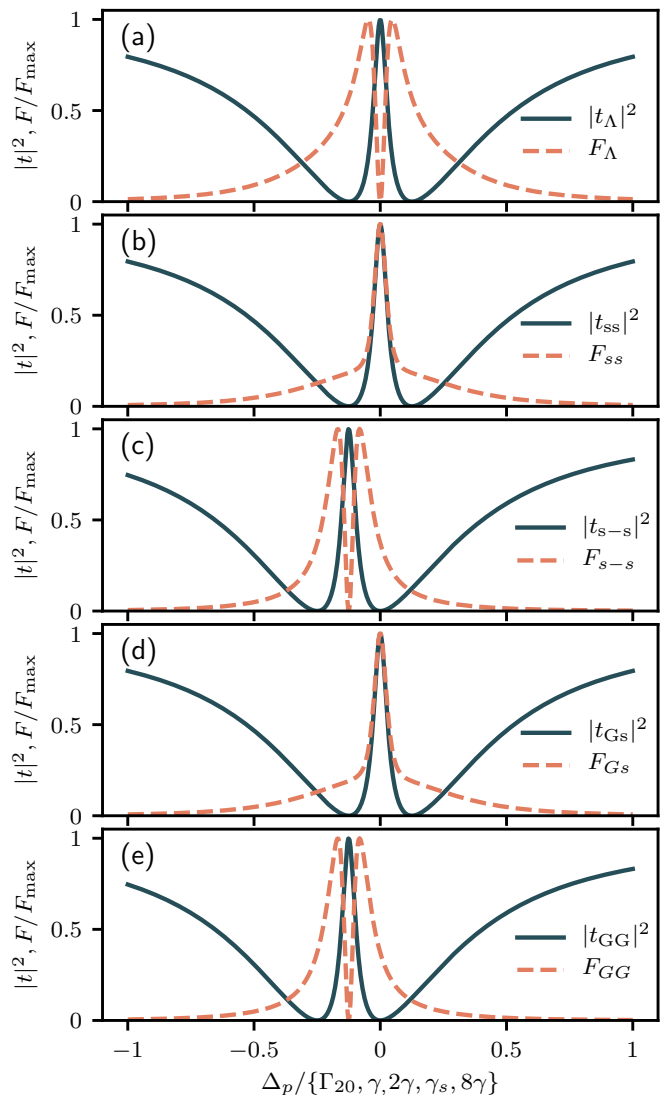 (a)
|t|², F/F_max
1
0.5
0
|t_Λ|²
F_Λ
(b)
|t|², F/F_max
1
0.5
0
|t_ss|²
F_ss
(c)
|t|², F/F_max
1
0.5
0
|t_s−s|²
F_s−s
(d)
|t|², F/F_max
1
0.5
0
|t_Gs|²
F_Gs
(e)
|t|², F/F_max
1
0.5
0
|t_GG|²
F_GG
−1 −0.5 0 0.5 1
Δ_p/{Γ_20, γ, 2γ, γ_s, 8γ}